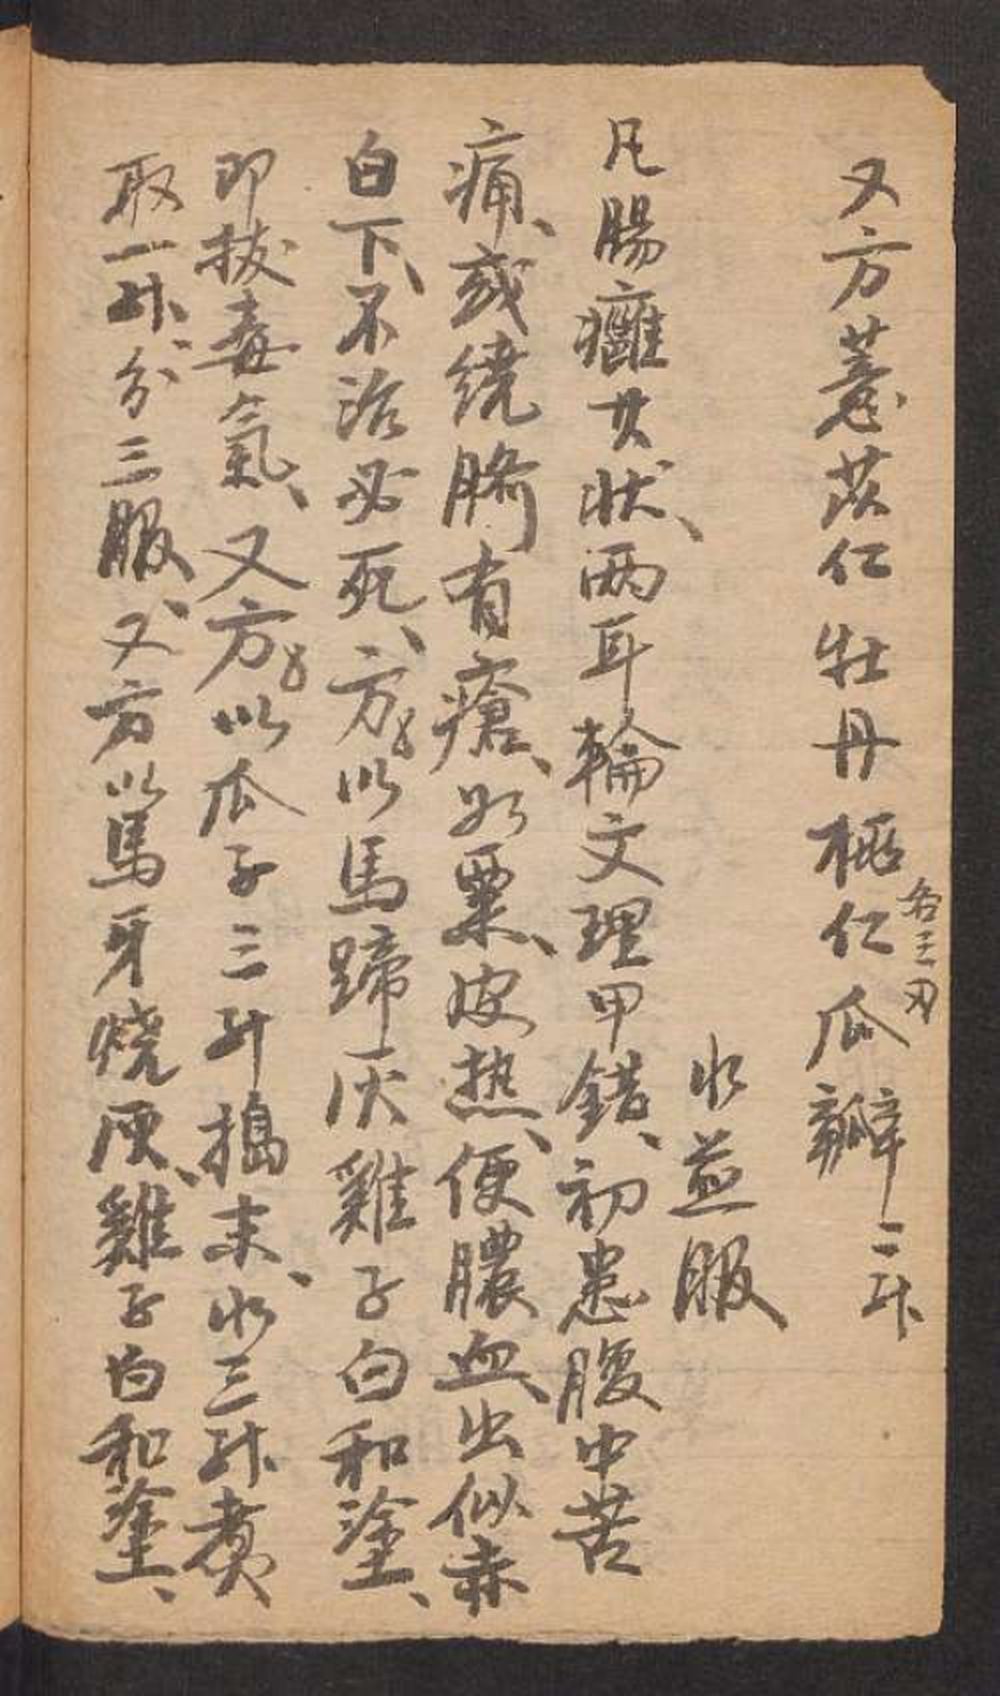 又方薏苡仁牡丹桃仁各三刃瓜瓣二升
水煎服、
凡腸癰其状、两耳輪文理甲錯、初患腹中苦
痛、或绕臍有瘡、如粟、皮热、便膿血、出似赤
白下、不治必死、方以馬蹄灰雞子白和塗、
即拔毒氣、又方以瓜子三升搗末、水三升煮
取一升、分三服、又方以馬牙烧灰、雞子白和塗、